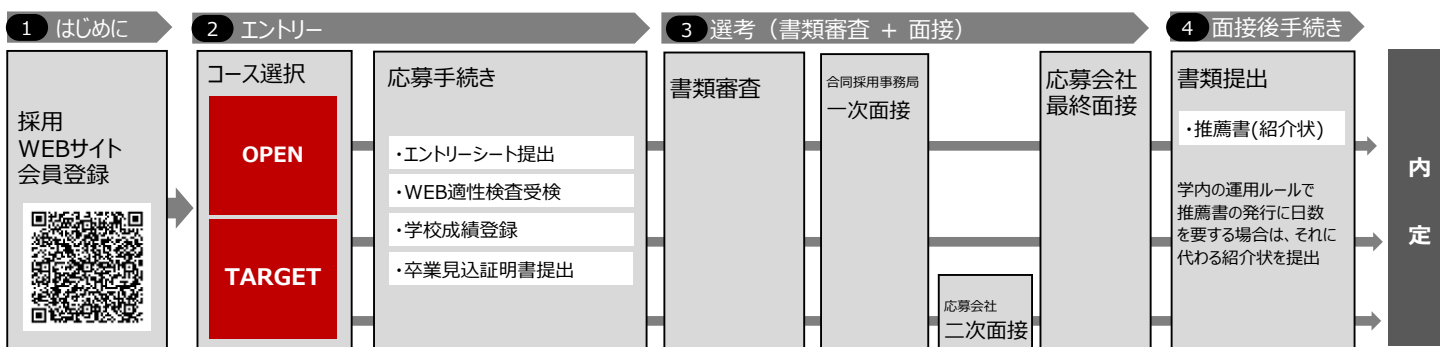 1 はじめに
2 エントリー
3 選考（書類審査 + 面接）
4 面接後手続き
採用
WEBサイト
会員登録
コース選択
OPEN
TARGET
応募手続き
・エントリーシート提出
・WEB適性検査受検
・学校成績登録
・卒業見込証明書提出
書類審査
合同採用事務局
一次面接
応募会社
二次面接
応募会社
最終面接
書類提出
・推薦書(紹介状)
学内の運用ルールで
推薦書の発行に日数
を要する場合は、それに
代わる紹介状を提出
内
定